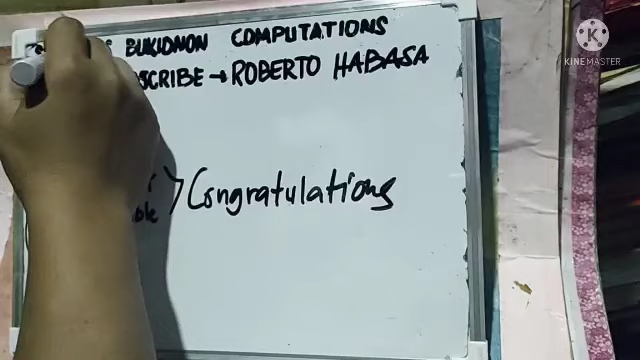 BUKIDNON COMPUTATIONS
SCRIBE → ROBERTO HABASA
Congratulations
KINEMASTER